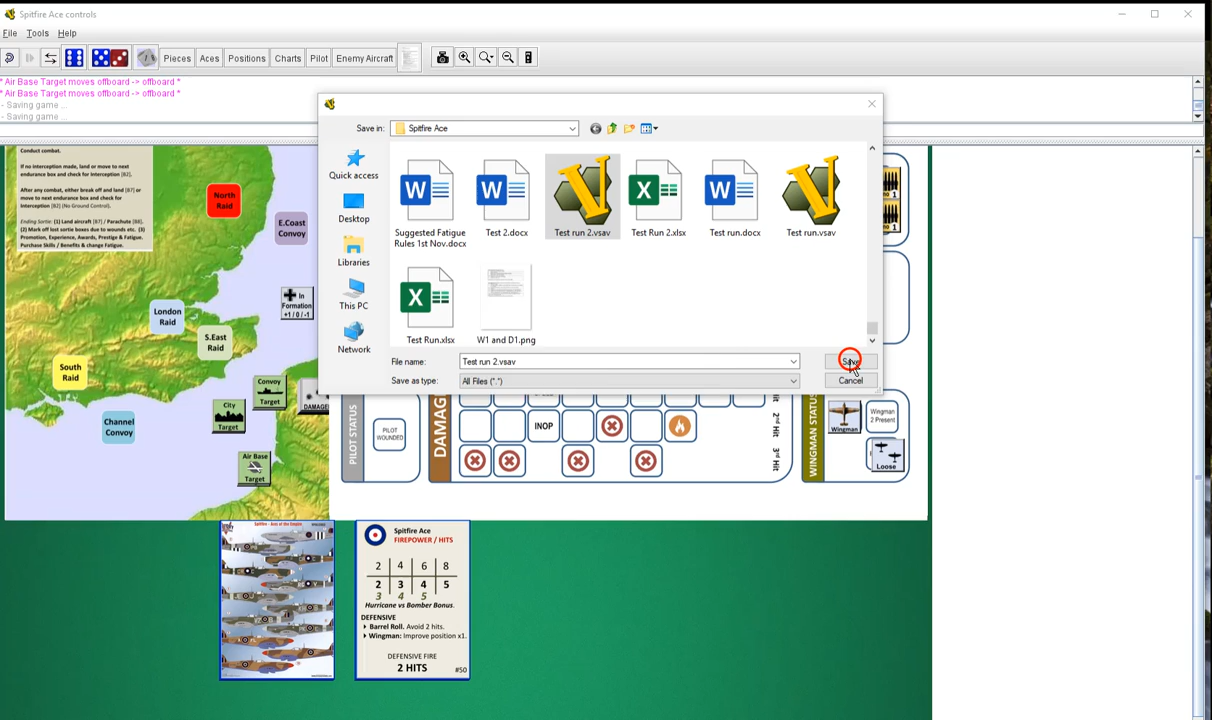 Spitfire Ace controls
File Tools Help
Pieces Aces Positions Charts Pilot Enemy Aircraft
* Air Base Target moves offboard -> offboard *
* Air Base Target moves offboard -> offboard *
- Saving game ...
- Saving game ...
Save in: Spitfire Ace
Quick access
Desktop
Libraries
This PC
Network
Suggested Fatigue
Rules 1st Nov.docx
Test 2.docx
Test run 2.vsav
Test Run 2.xlsx
Test run.docx
Test run.vsav
Test Run.xlsx
W1 and D1.png
File name: Test run 2.vsav
Save as type: All Files (*.*)
Save
Cancel
Conduct combat.
If no interception made, land or move to next
endurance box and check for Interception [B2]
After any combat, either break off and land [B7] or
move to next endurance box and check for
Interception [B2] (No Ground Control).
Ending Sortie: (1) Land aircraft [B7] / Parachute [B8].
(2) Mark off lost sortie boxes due to wounds etc. (3)
Promotion, Experience, Awards, Prestige & Fatigue.
Purchase Skills / Benefits & change Fatigue.
North
Raid
E.Coast
Convoy
In
Formation
+1 / 0 / -1
London
Raid
S.East
Raid
South
Raid
Convoy
Target
City
Target
Channel
Convoy
Air Base
Target
PILOT STATUS
PILOT
WOUNDED
DAMAG
INOP
2nd Hit
3rd Hit
WINGMAN STATUS
Wingman
Wingman
2 Present
Loose
Spitfire Ace
FIREPOWER / HITS
2 4 6 8
2 3 4 5
3 4 5
Hurricane vs Bomber Bonus.
DEFENSIVE
Barrel Roll. Avoid 2 hits.
Wingman: Improve position x1.
DEFENSIVE FIRE
2 HITS
#50